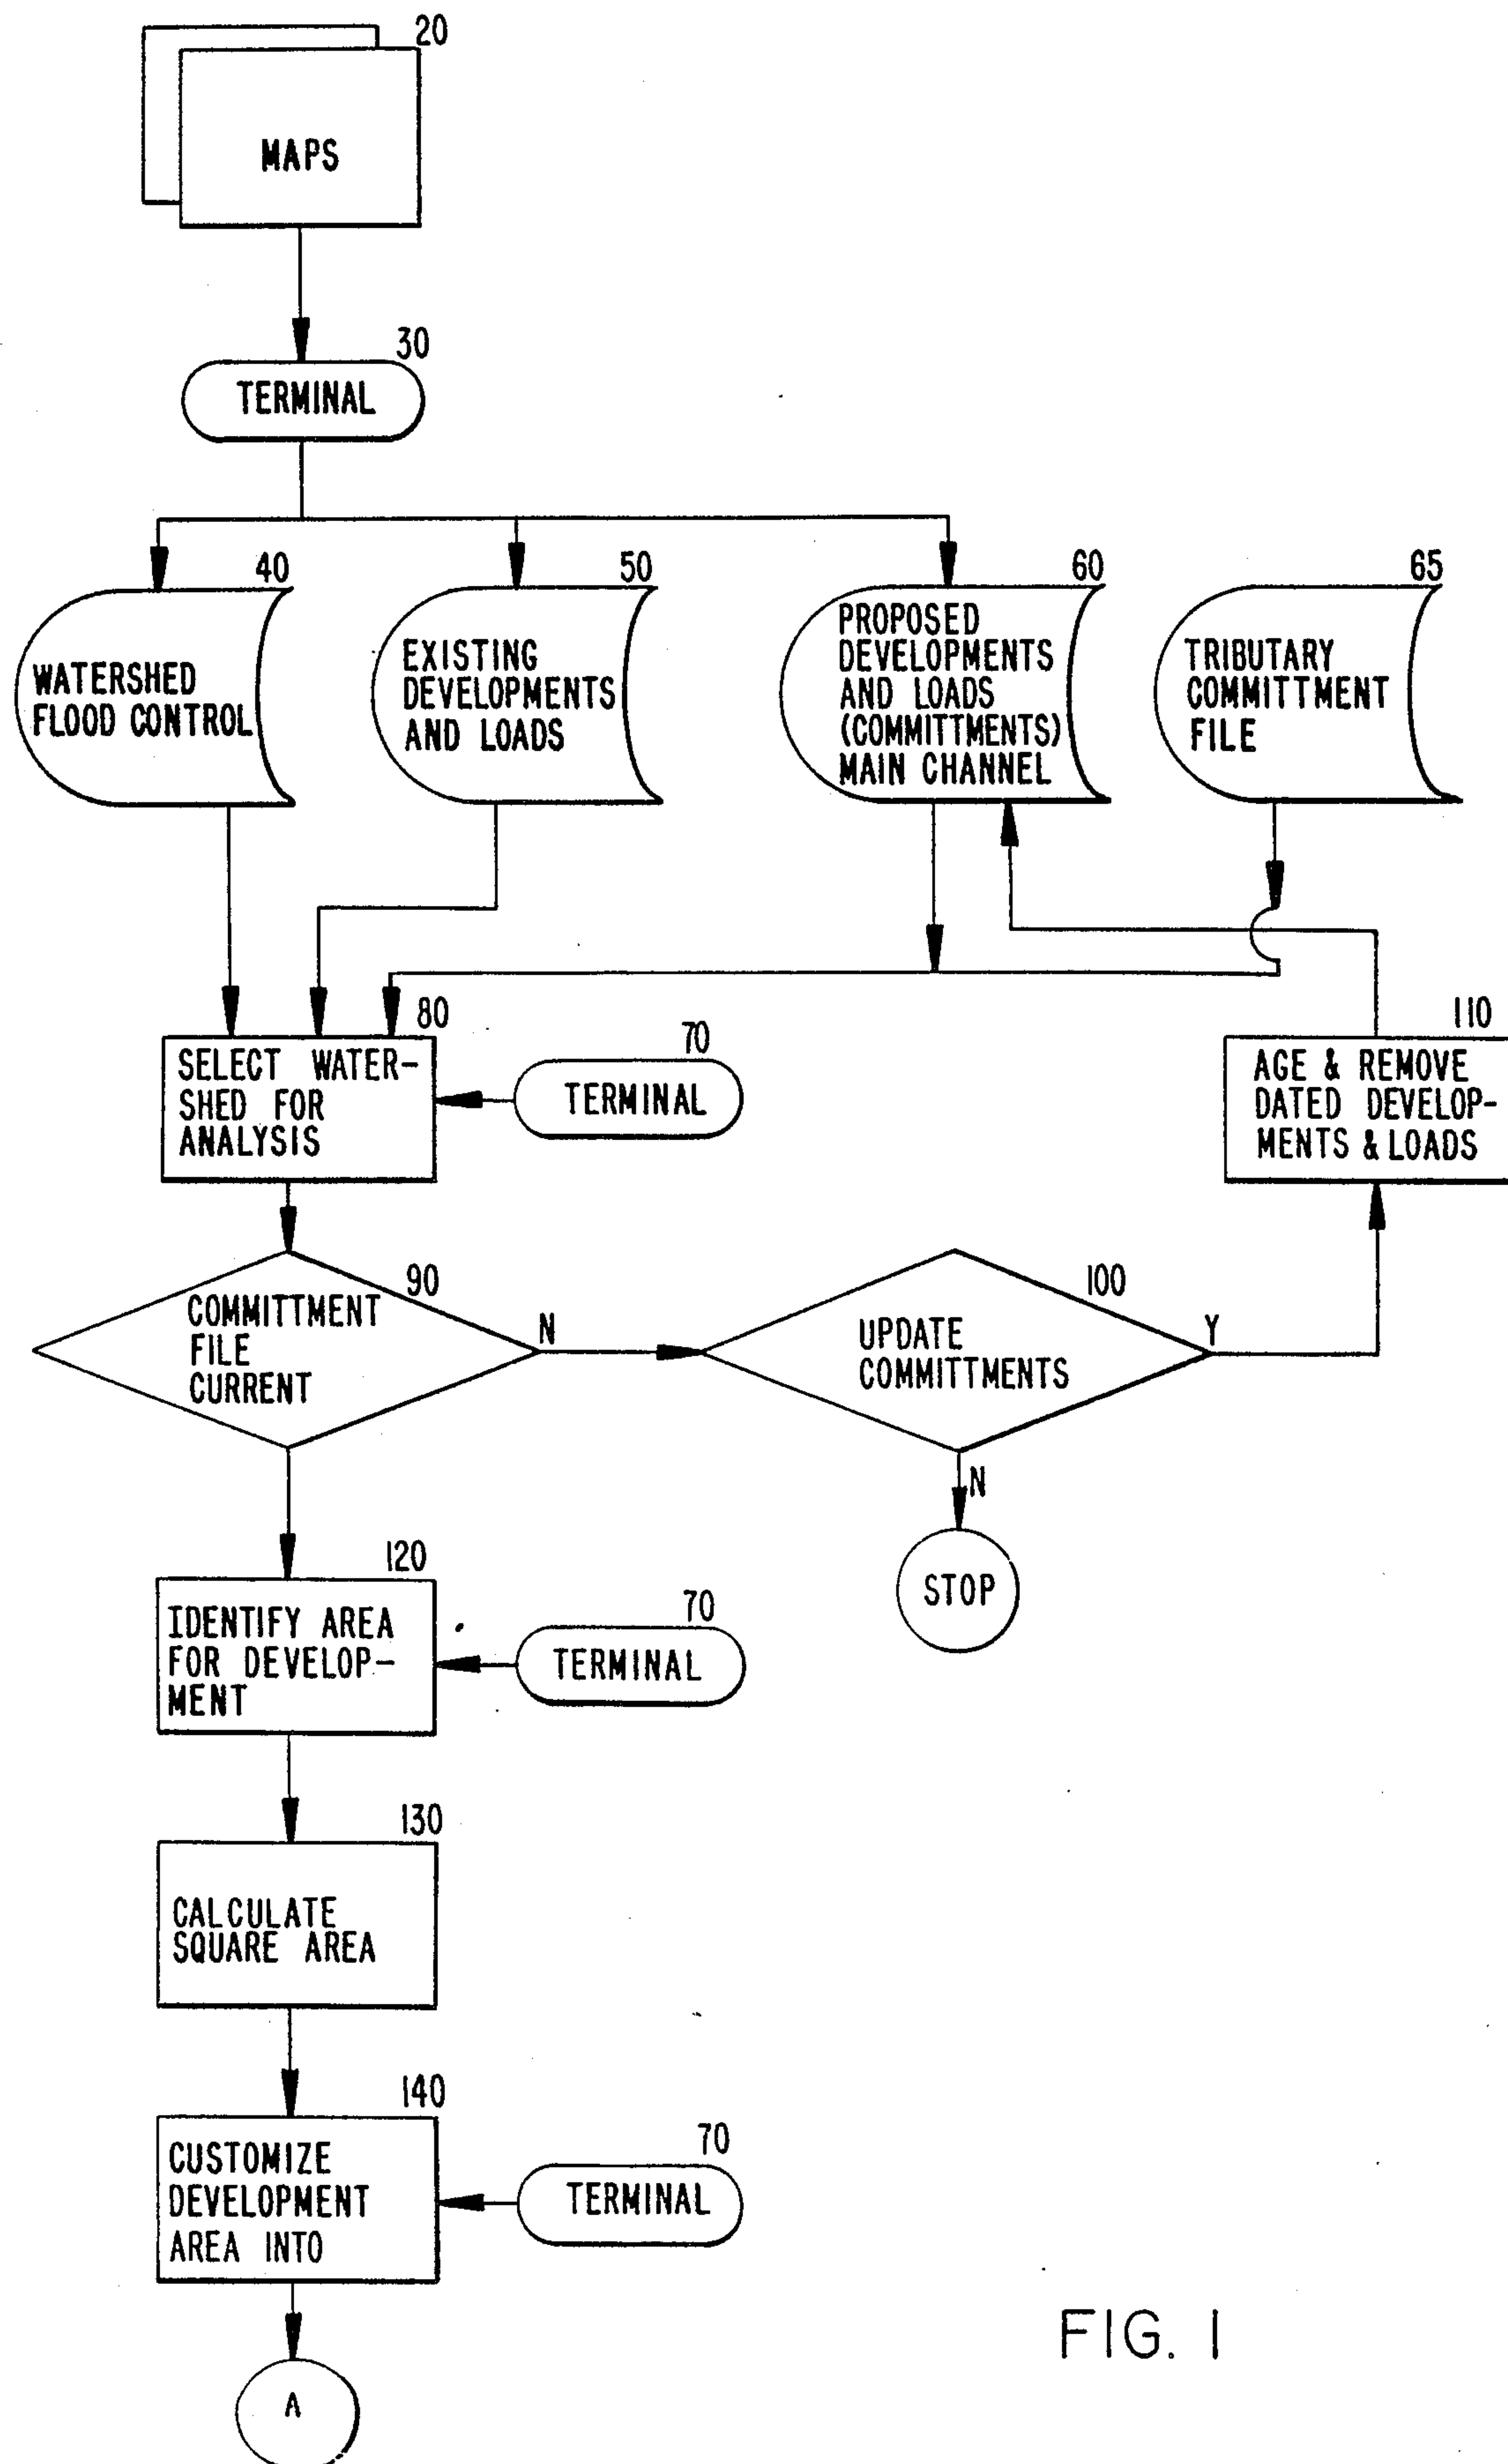 20
MAPS
30
TERMINAL
40
50
60
65
WATERSHED
FLOOD CONTROL
EXISTING
DEVELOPMENTS
AND LOADS
PROPOSED
DEVELOPMENTS
AND LOADS
(COMMITTMENTS)
MAIN CHANNEL
TRIBUTARY
COMMITTMENT
FILE
80
SELECT WATER-
SHED FOR
ANALYSIS
70
TERMINAL
110
AGE & REMOVE
DATED DEVELOP-
MENTS & LOADS
90
COMMITTMENT
FILE
CURRENT
N
100
UPDATE
COMMITTMENTS
Y
N
STOP
120
IDENTIFY AREA
FOR DEVELOP-
MENT
70
TERMINAL
130
CALCULATE
SQUARE AREA
140
CUSTOMIZE
DEVELOPMENT
AREA INTO
70
TERMINAL
A
FIG. 1